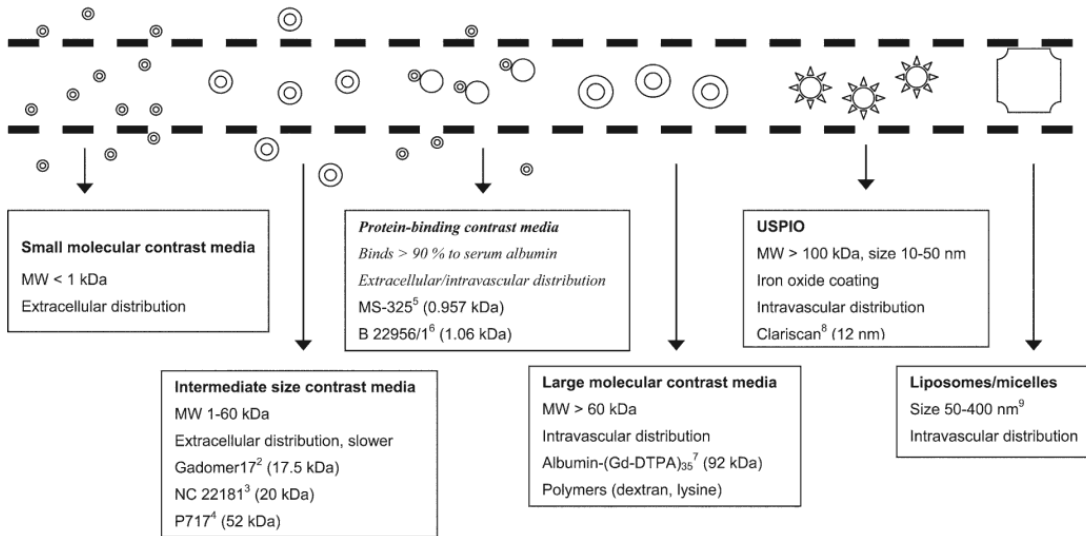 Small molecular contrast media
MW < 1 kDa
Extracellular distribution
Intermediate size contrast media
MW 1-60 kDa
Extracellular distribution, slower
Gadomer17² (17.5 kDa)
NC 22181³ (20 kDa)
P717⁴ (52 kDa)
Protein-binding contrast media
Binds > 90 % to serum albumin
Extracellular/intravascular distribution
MS-325⁵ (0.957 kDa)
B 22956/1⁶ (1.06 kDa)
Large molecular contrast media
MW > 60 kDa
Intravascular distribution
Albumin-(Gd-DTPA)₃₅⁷ (92 kDa)
Polymers (dextran, lysine)
USPIO
MW > 100 kDa, size 10-50 nm
Iron oxide coating
Intravascular distribution
Clariscan⁸ (12 nm)
Liposomes/micelles
Size 50-400 nm⁹
Intravascular distribution